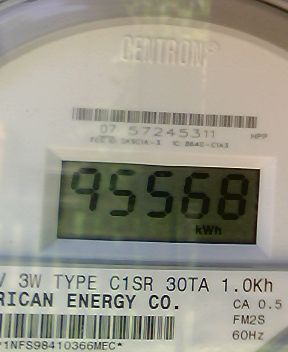 CENTRON
07 57245311 HPP
95568
kWh
V 3W TYPE C1SR 30TA 1.0Kh
RICAN ENERGY CO. CA 0.5
FM2S
60Hz
*1NFS98410366MEC*